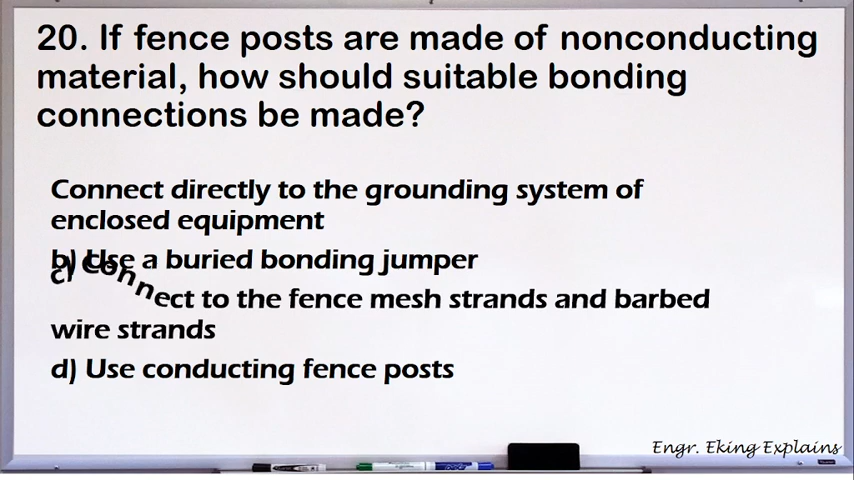 20. If fence posts are made of nonconducting
material, how should suitable bonding
connections be made?
Connect directly to the grounding system of
enclosed equipment
b) Use a buried bonding jumper
c) Connect to the fence mesh strands and barbed
wire strands
d) Use conducting fence posts
Engr. Eking Explains